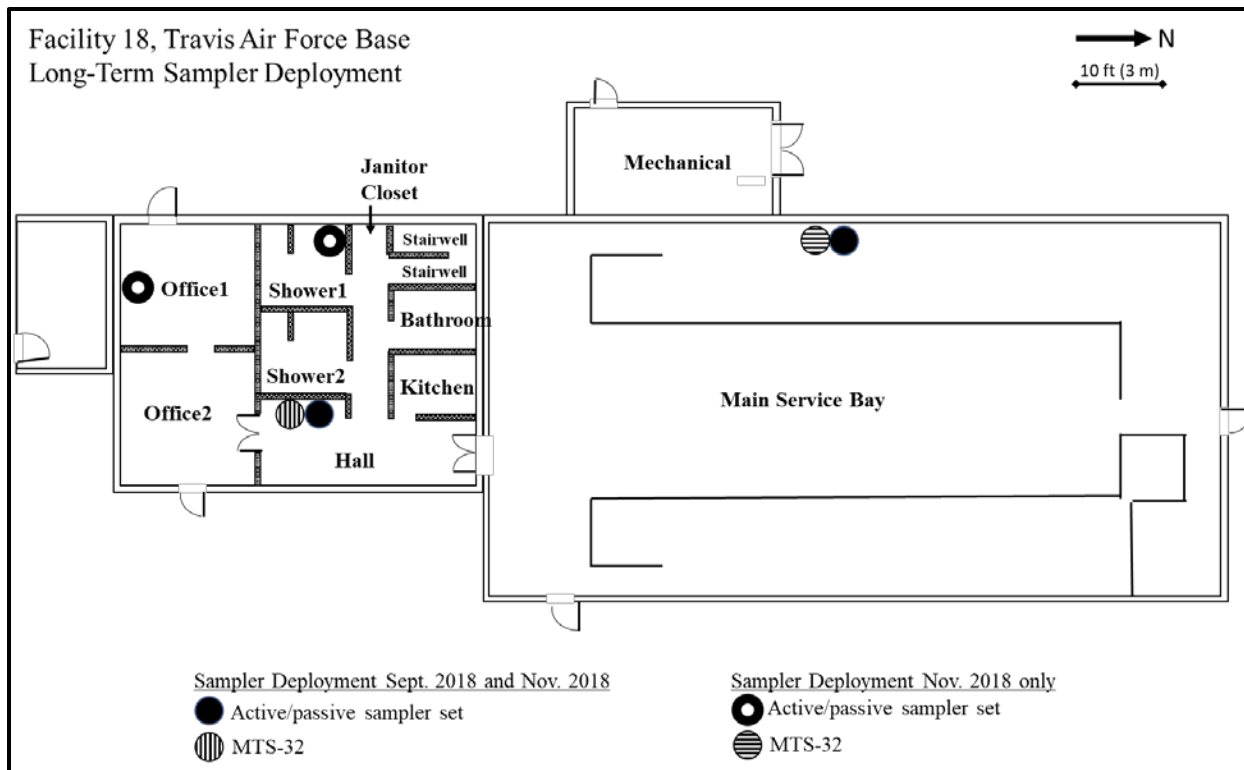 Facility 18, Travis Air Force Base
Long-Term Sampler Deployment
N
10 ft (3 m)
Mechanical
Janitor
Closet
Stairwell
Stairwell
Office1
Shower1
Bathroom
Shower2
Kitchen
Office2
Main Service Bay
Hall
Sampler Deployment Sept. 2018 and Nov. 2018
Active/passive sampler set
MTS-32
Sampler Deployment Nov. 2018 only
Active/passive sampler set
MTS-32